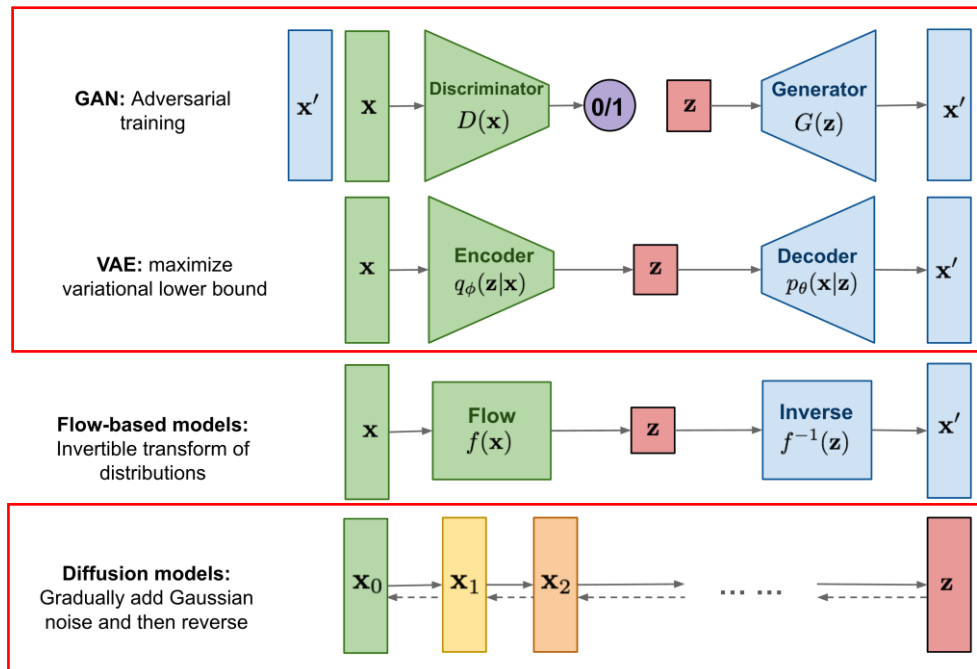 GAN: Adversarial
training
x′
x
Discriminator
D(x)
0/1
z
Generator
G(z)
x′
VAE: maximize
variational lower bound
x
Encoder
qϕ(z|x)
z
Decoder
pθ(x|z)
x′
Flow-based models:
Invertible transform of
distributions
x
Flow
f(x)
z
Inverse
f⁻¹(z)
x′
Diffusion models:
Gradually add Gaussian
noise and then reverse
x₀
x₁
x₂
... ...
z